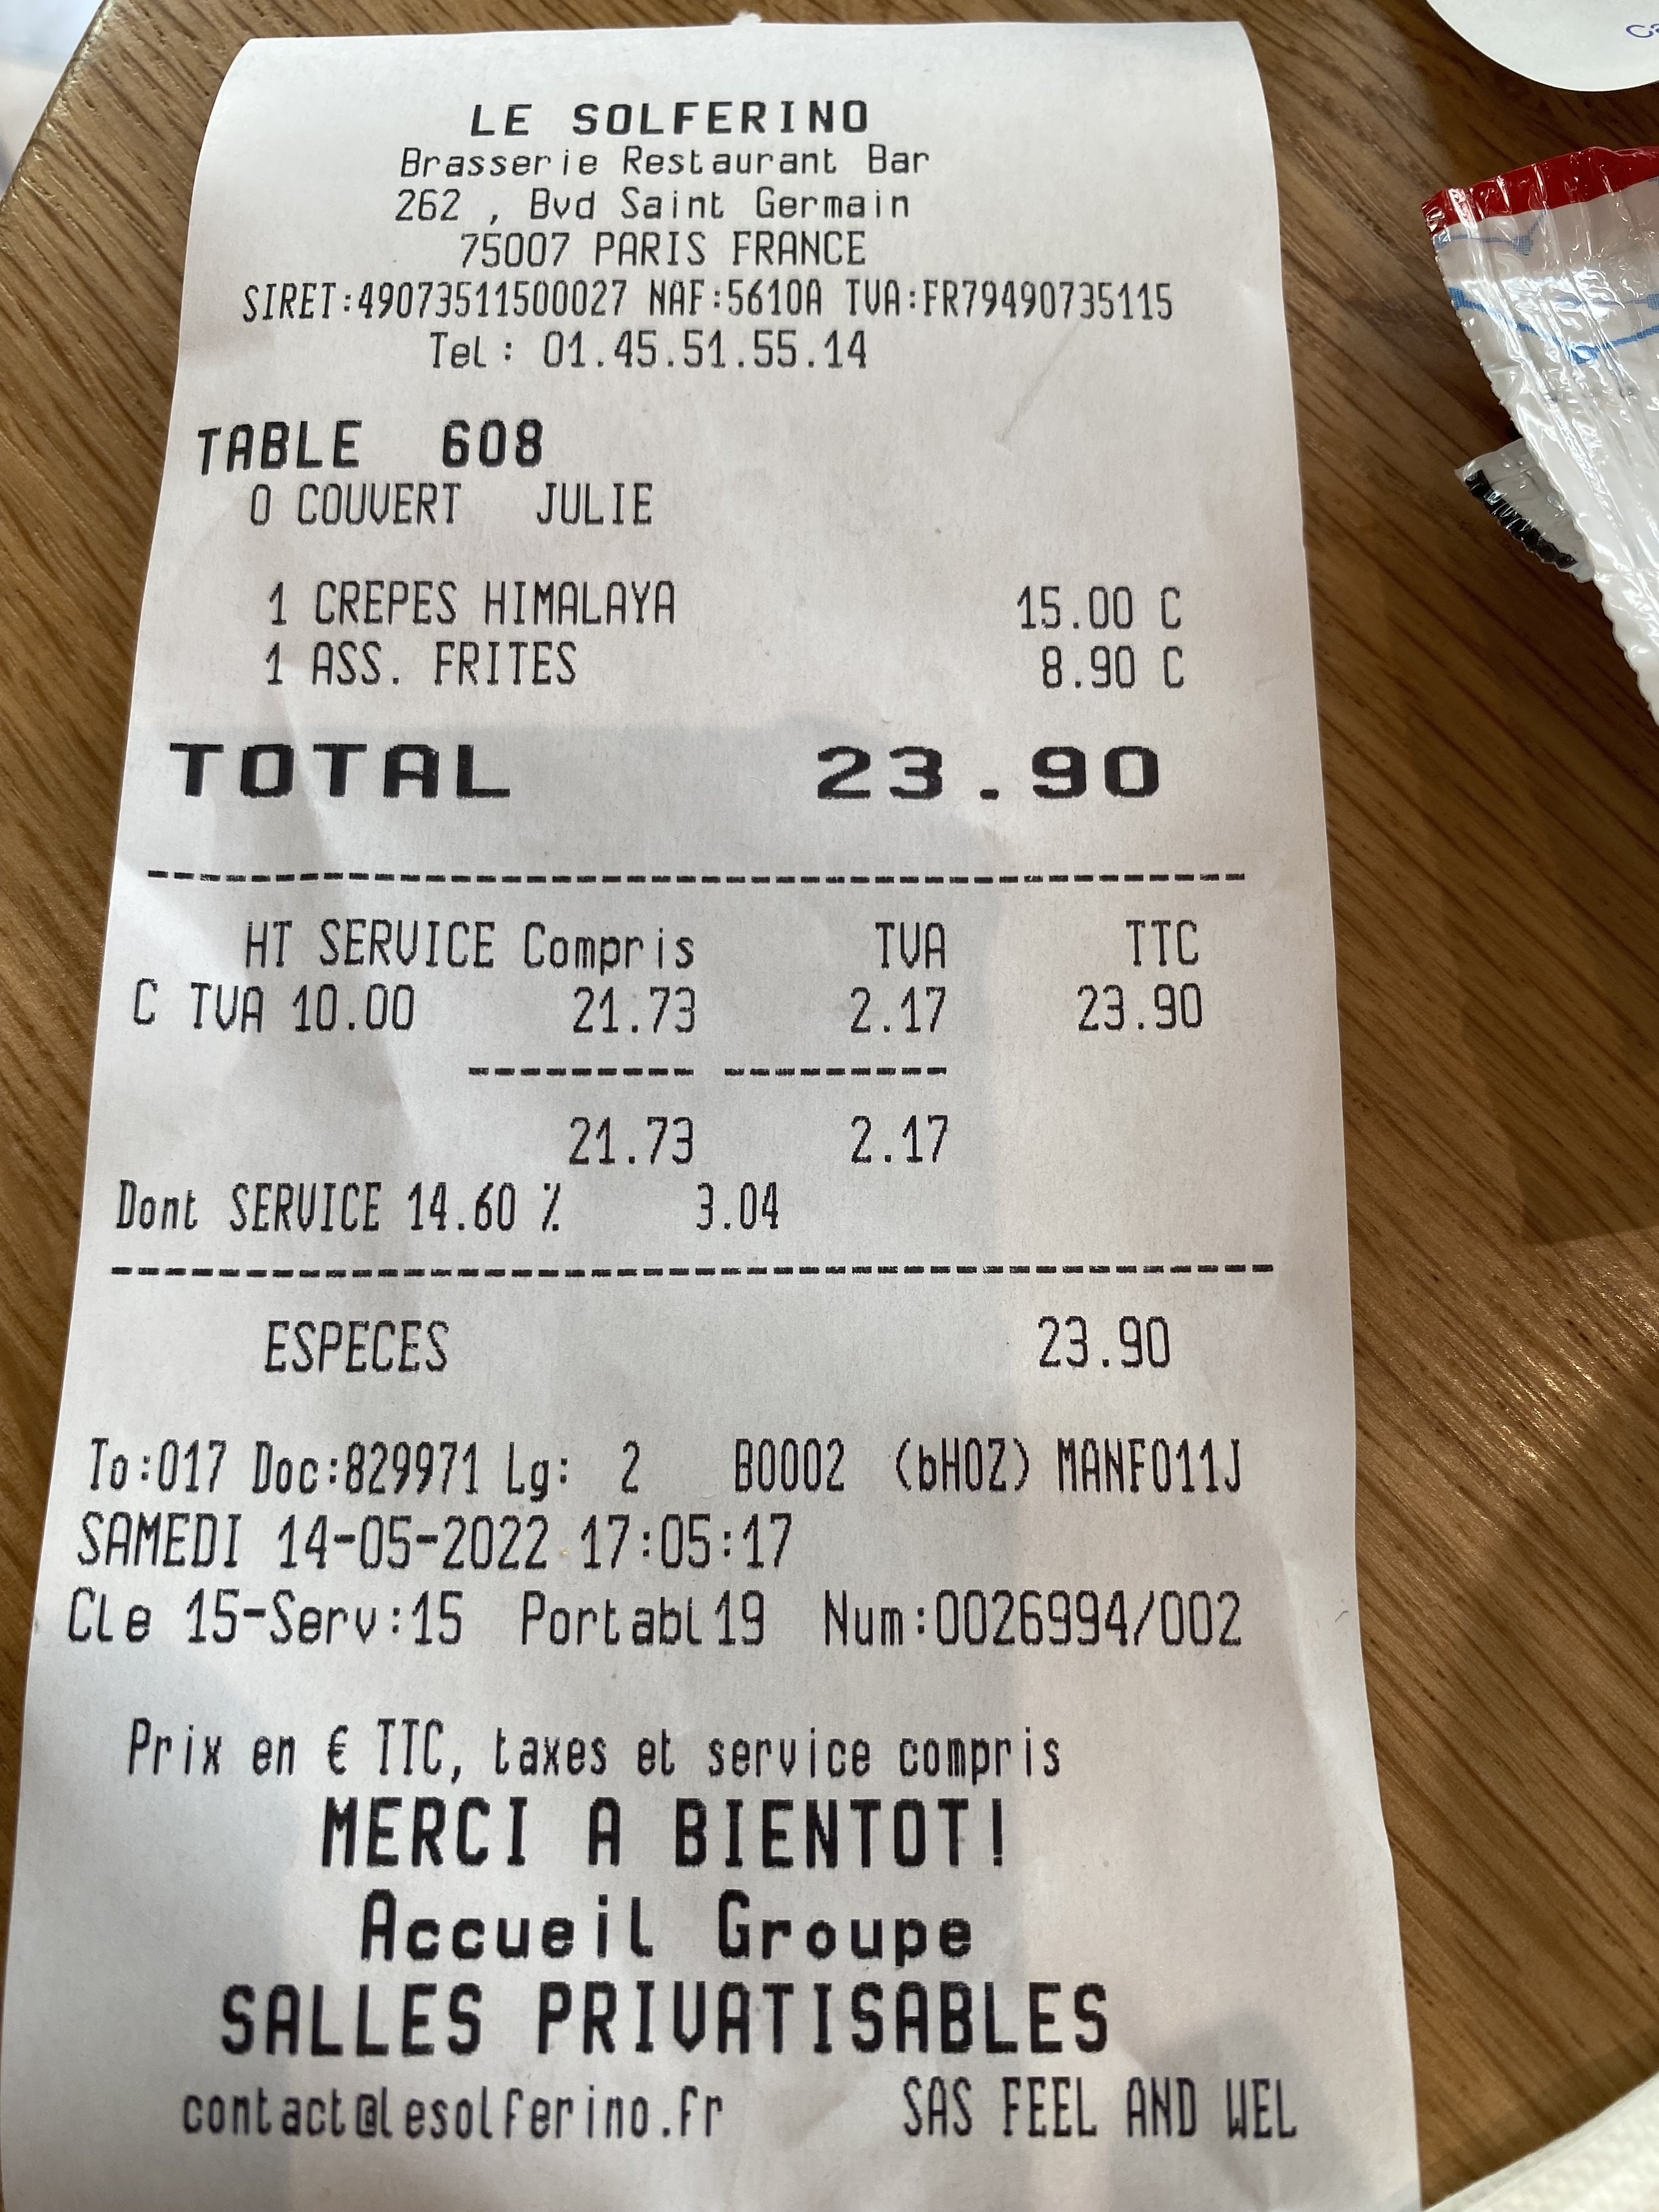 LE SOLFERINO
Brasserie Restaurant Bar
262 , Bvd Saint Germain
75007 PARIS FRANCE
SIRET:49073511500027 NAF:5610A TVA:FR79490735115
Tel: 01.45.51.55.14
TABLE 608
0 COUVERT JULIE
1 CREPES HIMALAYA 15.00 C
1 ASS. FRITES 8.90 C
TOTAL 23.90
HT SERVICE Compris TVA TTC
C TVA 10.00 21.73 2.17 23.90
21.73 2.17
Dont SERVICE 14.60 % 3.04
ESPECES 23.90
To:017 Doc:829971 Lg: 2 B0002 (bHOZ) MANF011J
SAMEDI 14-05-2022 17:05:17
Cle 15-Serv:15 Portabl19 Num:0026994/002
Prix en € TTC, taxes et service compris
MERCI A BIENTOT!
Accueil Groupe
SALLES PRIVATISABLES
contact@lesolferino.fr SAS FEEL AND WEL